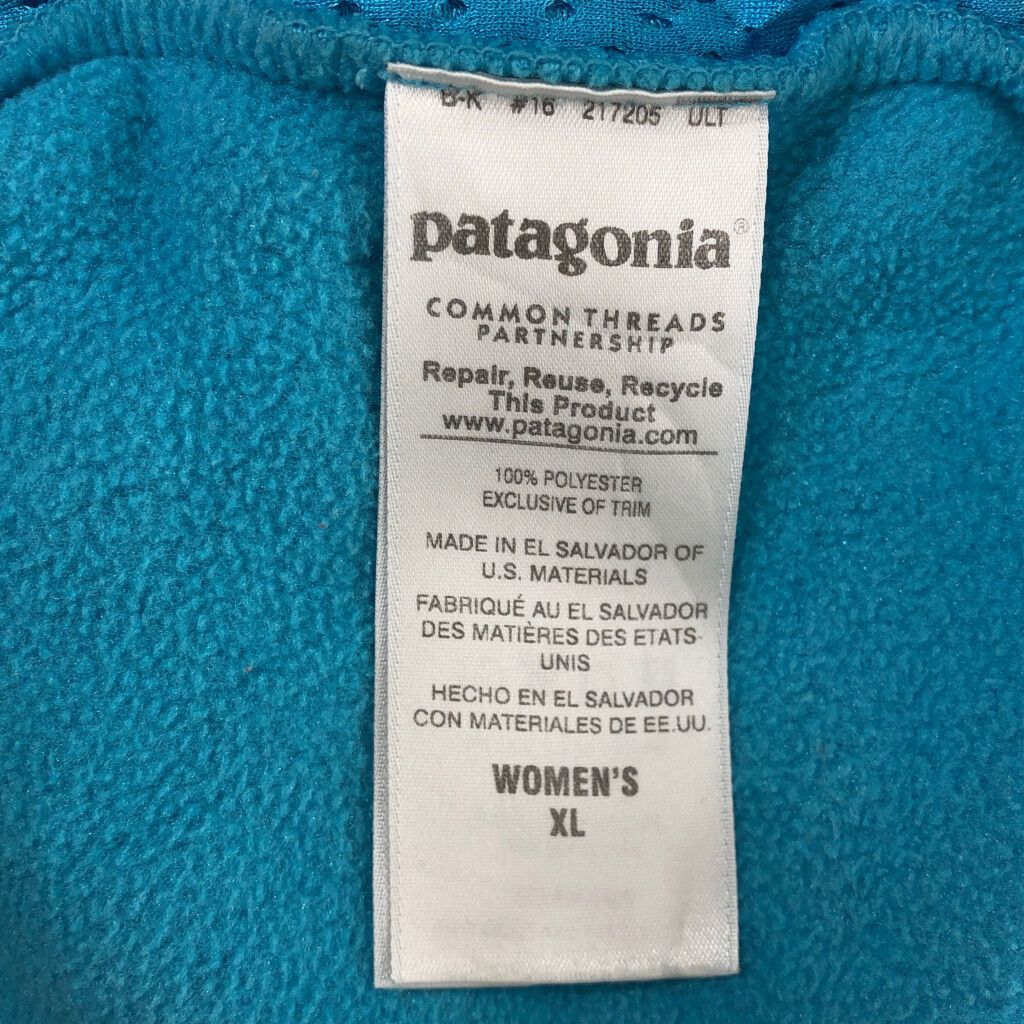 B-K #16 217205 ULT
patagonia®
COMMON THREADS
PARTNERSHIP
Repair, Reuse, Recycle
This Product
www.patagonia.com
100% POLYESTER
EXCLUSIVE OF TRIM
MADE IN EL SALVADOR OF
U.S. MATERIALS
FABRIQUÉ AU EL SALVADOR
DES MATIÈRES DES ETATS-
UNIS
HECHO EN EL SALVADOR
CON MATERIALES DE EE.UU.
WOMEN'S
XL